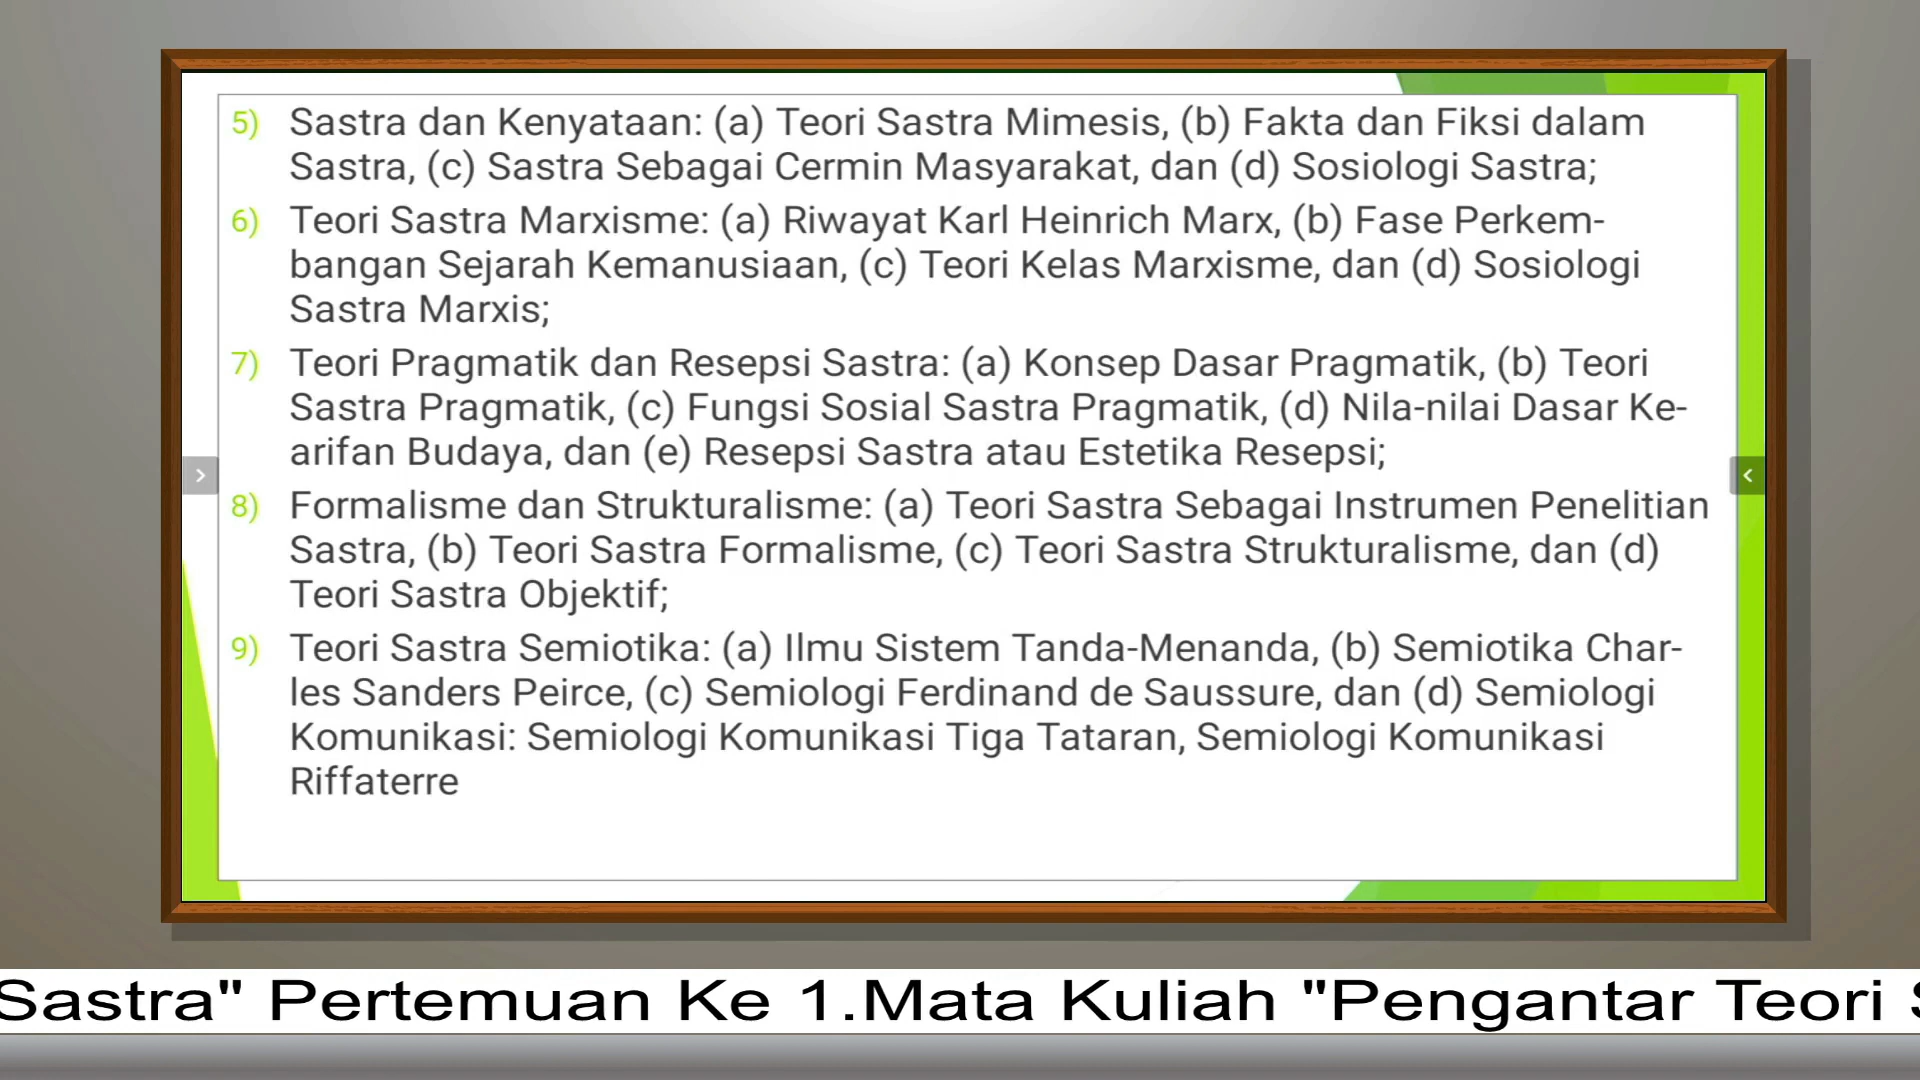 5) Sastra dan Kenyataan: (a) Teori Sastra Mimesis, (b) Fakta dan Fiksi dalam
Sastra, (c) Sastra Sebagai Cermin Masyarakat, dan (d) Sosiologi Sastra;
6) Teori Sastra Marxisme: (a) Riwayat Karl Heinrich Marx, (b) Fase Perkem-
bangan Sejarah Kemanusiaan, (c) Teori Kelas Marxisme, dan (d) Sosiologi
Sastra Marxis;
7) Teori Pragmatik dan Resepsi Sastra: (a) Konsep Dasar Pragmatik, (b) Teori
Sastra Pragmatik, (c) Fungsi Sosial Sastra Pragmatik, (d) Nila-nilai Dasar Ke-
arifan Budaya, dan (e) Resepsi Sastra atau Estetika Resepsi;
8) Formalisme dan Strukturalisme: (a) Teori Sastra Sebagai Instrumen Penelitian
Sastra, (b) Teori Sastra Formalisme, (c) Teori Sastra Strukturalisme, dan (d)
Teori Sastra Objektif;
9) Teori Sastra Semiotika: (a) Ilmu Sistem Tanda-Menanda, (b) Semiotika Char-
les Sanders Peirce, (c) Semiologi Ferdinand de Saussure, dan (d) Semiologi
Komunikasi: Semiologi Komunikasi Tiga Tataran, Semiologi Komunikasi
Riffaterre
Sastra" Pertemuan Ke 1.Mata Kuliah "Pengantar Teori